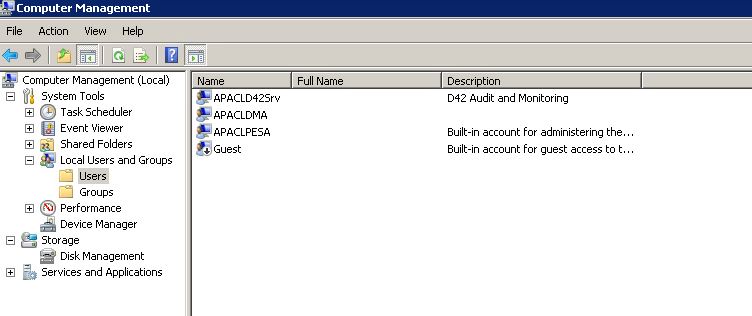 Computer Management
File Action View Help
Computer Management (Local)
System Tools
Task Scheduler
Event Viewer
Shared Folders
Local Users and Groups
Users
Groups
Performance
Device Manager
Storage
Disk Management
Services and Applications
Name Full Name Description
APACLD42Srv D42 Audit and Monitoring
APACLDMA
APACLPESA Built-in account for administering the...
Guest Built-in account for guest access to t...